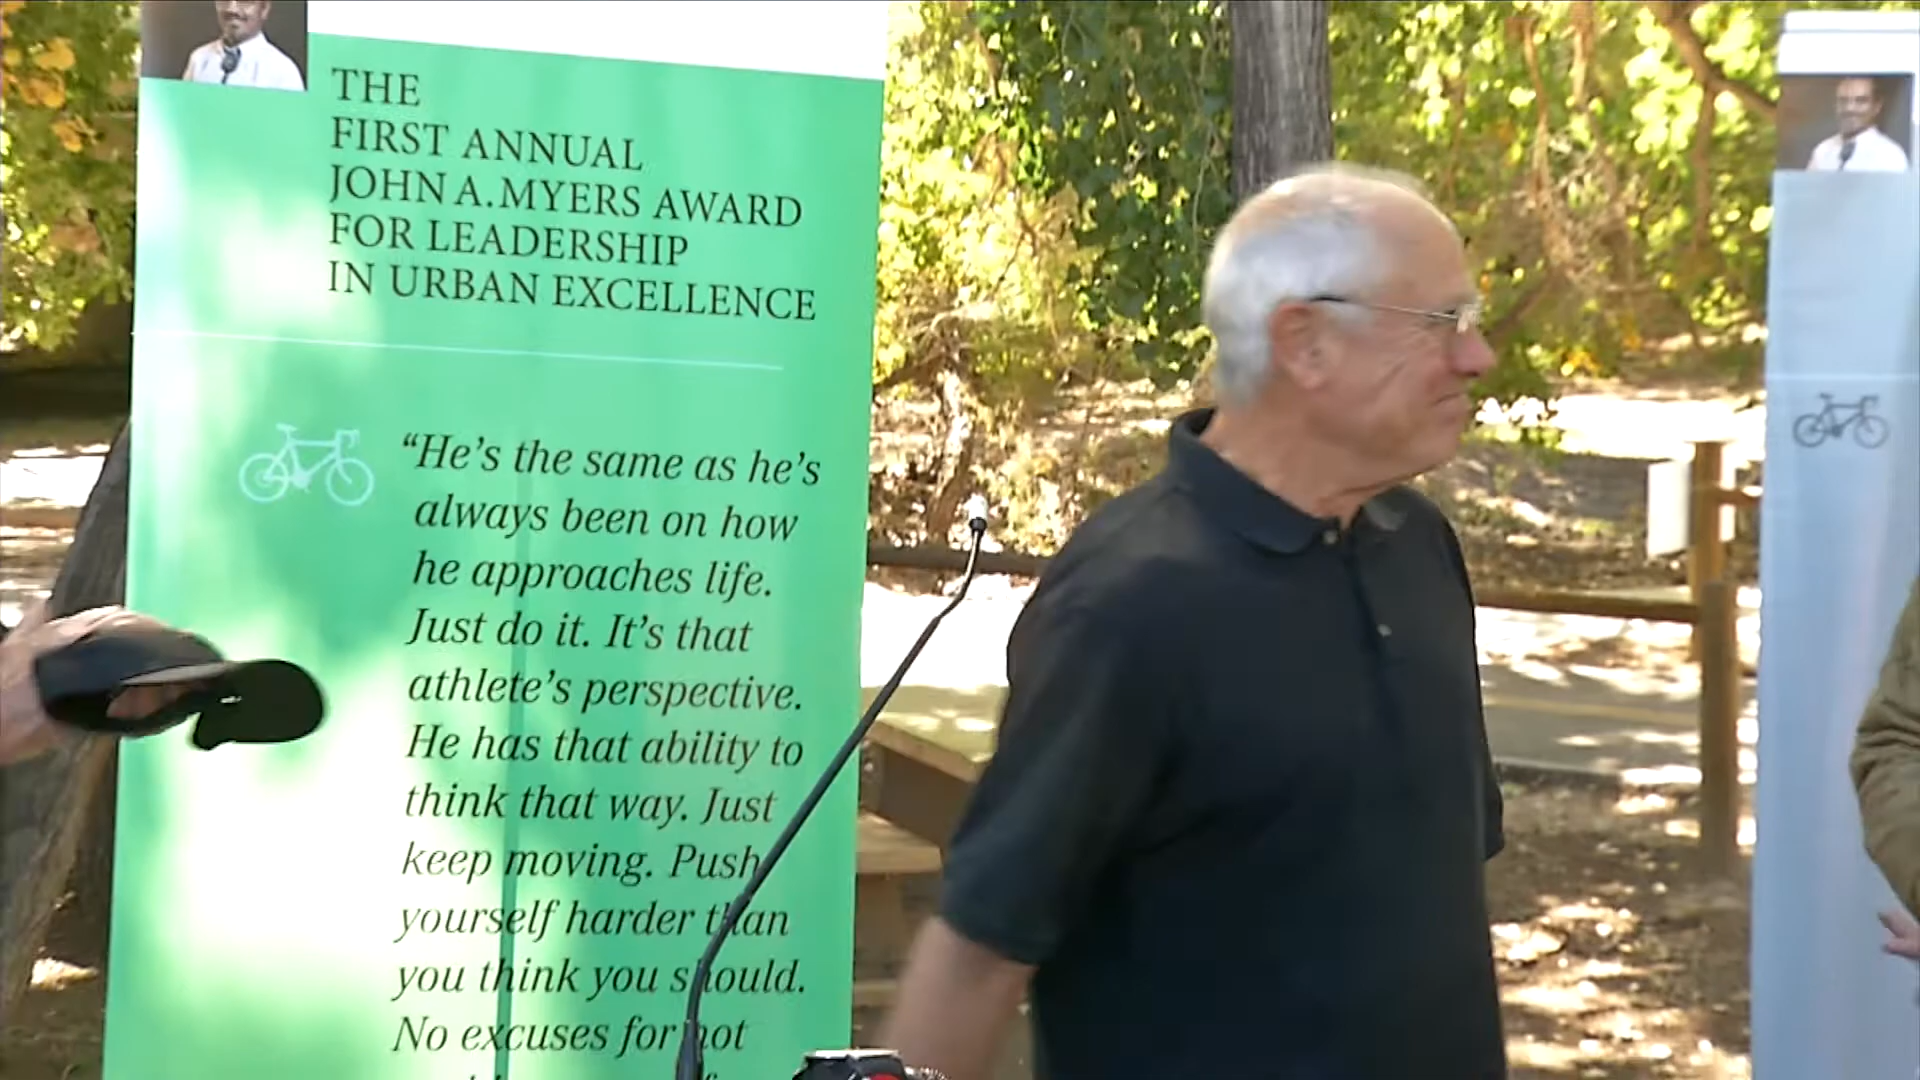 THE
FIRST ANNUAL
JOHN A. MYERS AWARD
FOR LEADERSHIP
IN URBAN EXCELLENCE
“He’s the same as he’s
always been on how
he approaches life.
Just do it. It’s that
athlete’s perspective.
He has that ability to
think that way. Just
keep moving. Push
yourself harder than
you think you should.
No excuses for not